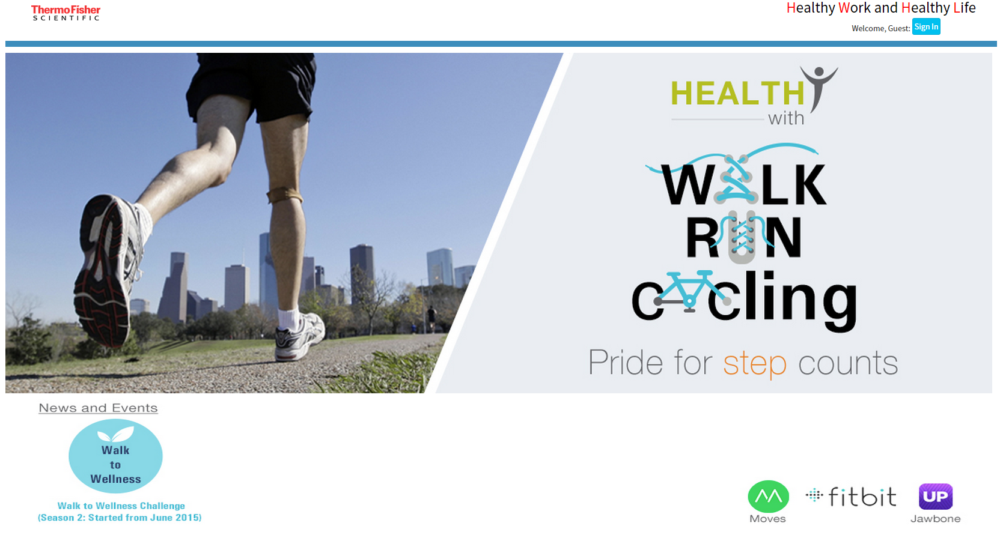 ThermoFisher
SCIENTIFIC
Healthy Work and Healthy Life
Welcome, Guest: Sign In
HEALTHY
with
WALK
RUN
cycling
Pride for step counts
News and Events
Walk
to
Wellness
Walk to Wellness Challenge
(Season 2: Started from June 2015)
Moves
fitbit
UP
Jawbone